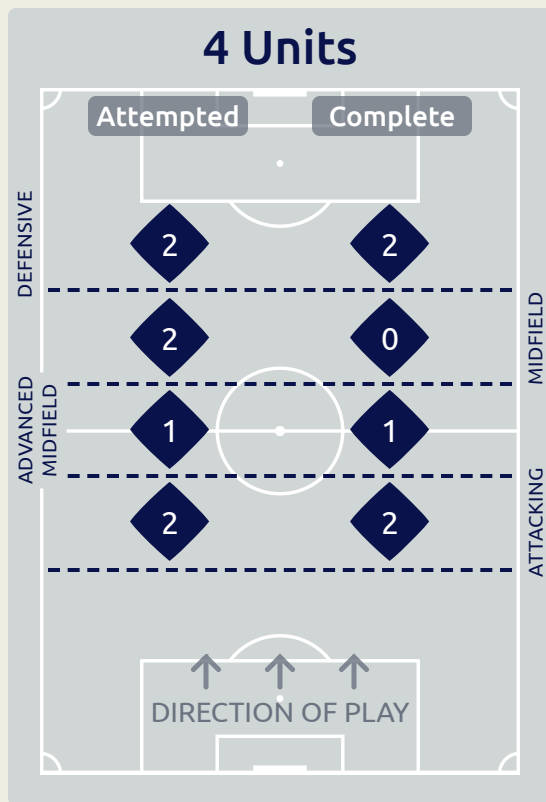 4 Units
Attempted Complete
DEFENSIVE
2 2
MIDFIELD
2 0
ADVANCED
MIDFIELD
1 1
ATTACKING
2 2
DIRECTION OF PLAY